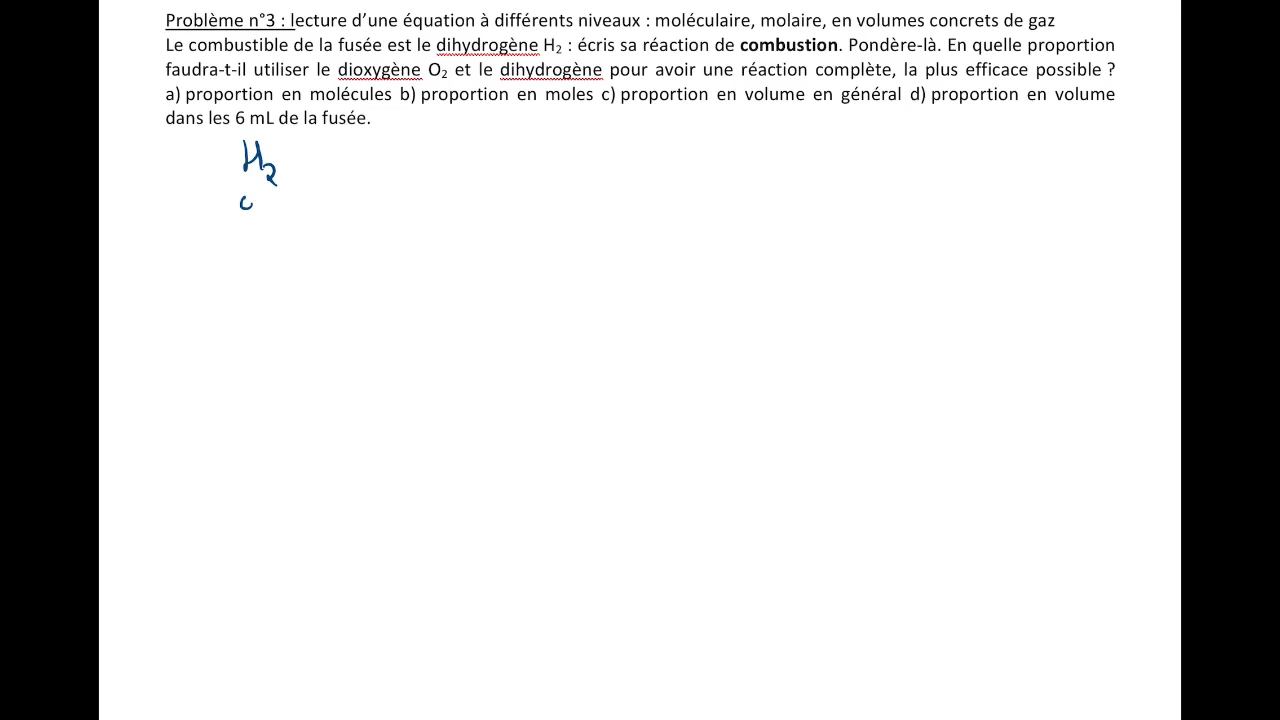 Problème n°3 : lecture d’une équation à différents niveaux : moléculaire, molaire, en volumes concrets de gaz
Le combustible de la fusée est le dihydrogène H₂ : écris sa réaction de combustion. Pondère-là. En quelle proportion
faudra-t-il utiliser le dioxygène O₂ et le dihydrogène pour avoir une réaction complète, la plus efficace possible ?
a) proportion en molécules b) proportion en moles c) proportion en volume en général d) proportion en volume
dans les 6 mL de la fusée.
H₂